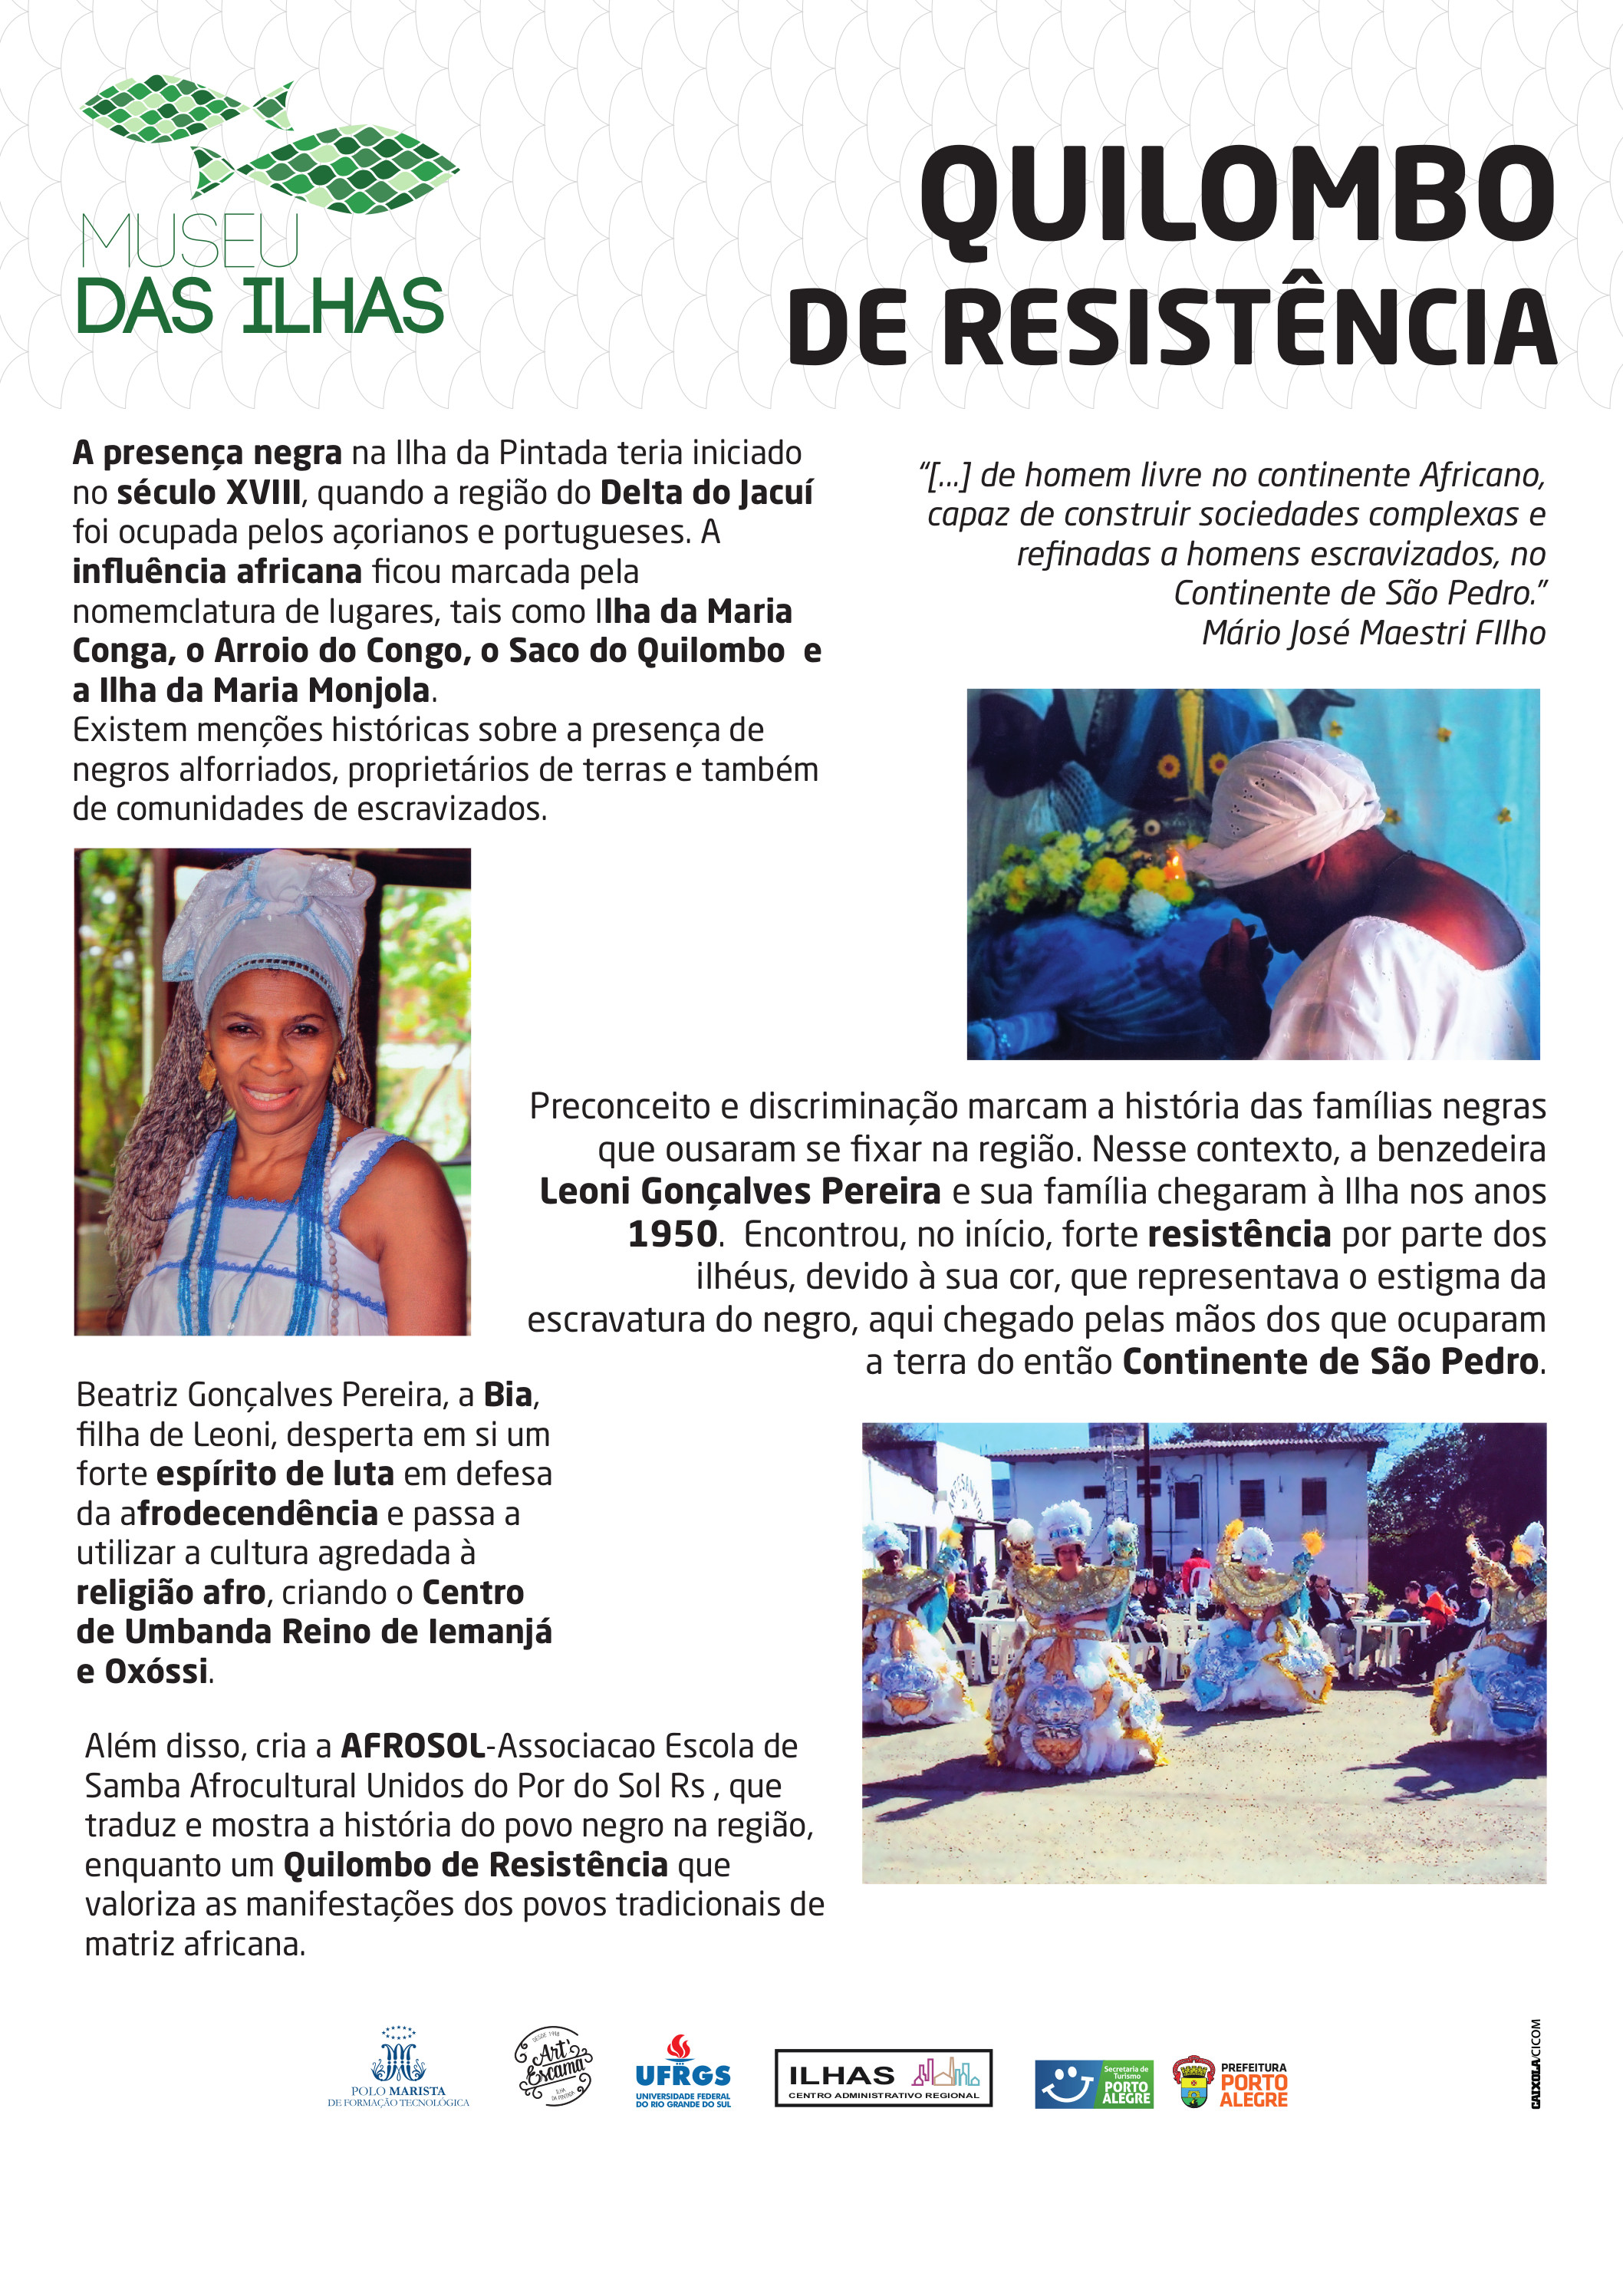 MUSEU
DAS ILHAS
QUILOMBO
DE RESISTÊNCIA
A presença negra na Ilha da Pintada teria iniciado
no século XVIII, quando a região do Delta do Jacuí
foi ocupada pelos açorianos e portugueses. A
influência africana ficou marcada pela
nomemclatura de lugares, tais como Ilha da Maria
Conga, o Arroio do Congo, o Saco do Quilombo e
a Ilha da Maria Monjola.
Existem menções históricas sobre a presença de
negros alforriados, proprietários de terras e também
de comunidades de escravizados.
“[...] de homem livre no continente Africano,
capaz de construir sociedades complexas e
refinadas a homens escravizados, no
Continente de São Pedro.”
Mário José Maestri FIlho
Preconceito e discriminação marcam a história das famílias negras
que ousaram se fixar na região. Nesse contexto, a benzedeira
Leoni Gonçalves Pereira e sua família chegaram à Ilha nos anos
1950. Encontrou, no início, forte resistência por parte dos
ilhéus, devido à sua cor, que representava o estigma da
escravatura do negro, aqui chegado pelas mãos dos que ocuparam
a terra do então Continente de São Pedro.
Beatriz Gonçalves Pereira, a Bia,
filha de Leoni, desperta em si um
forte espírito de luta em defesa
da afrodecendência e passa a
utilizar a cultura agredada à
religião afro, criando o Centro
de Umbanda Reino de Iemanjá
e Oxóssi.
Além disso, cria a AFROSOL-Associacao Escola de
Samba Afrocultural Unidos do Por do Sol Rs , que
traduz e mostra a história do povo negro na região,
enquanto um Quilombo de Resistência que
valoriza as manifestações dos povos tradicionais de
matriz africana.
POLO MARISTA
DE FORMAÇÃO TECNOLÓGICA
DESDE 1998
Art'
Escama
ILHA
DA PINTADA
UFRGS
UNIVERSIDADE FEDERAL
DO RIO GRANDE DO SUL
ILHAS
CENTRO ADMINISTRATIVO REGIONAL
Secretaria de
Turismo
PORTO
ALEGRE
PREFEITURA
PORTO
ALEGRE
CAIXOLA/CICOM